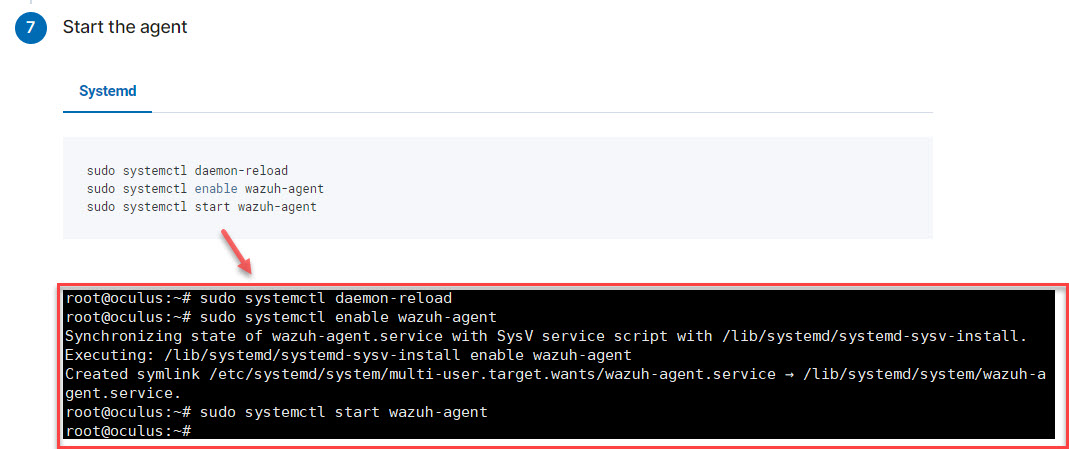 7 Start the agent
Systemd
sudo systemctl daemon-reload
sudo systemctl enable wazuh-agent
sudo systemctl start wazuh-agent
root@oculus:~# sudo systemctl daemon-reload
root@oculus:~# sudo systemctl enable wazuh-agent
Synchronizing state of wazuh-agent.service with SysV service script with /lib/systemd/systemd-sysv-install.
Executing: /lib/systemd/systemd-sysv-install enable wazuh-agent
Created symlink /etc/systemd/system/multi-user.target.wants/wazuh-agent.service → /lib/systemd/system/wazuh-a
gent.service.
root@oculus:~# sudo systemctl start wazuh-agent
root@oculus:~#